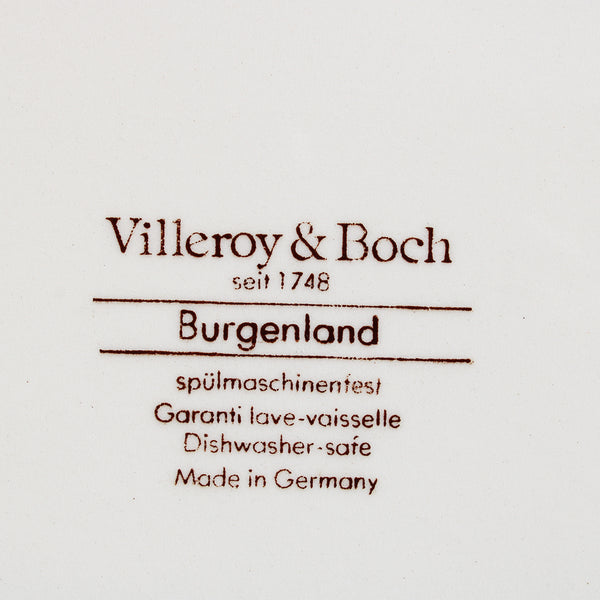 Villeroy & Boch
seit 1748
Burgenland
spülmaschinenfest
Garanti lave-vaisselle
Dishwasher-safe
Made in Germany